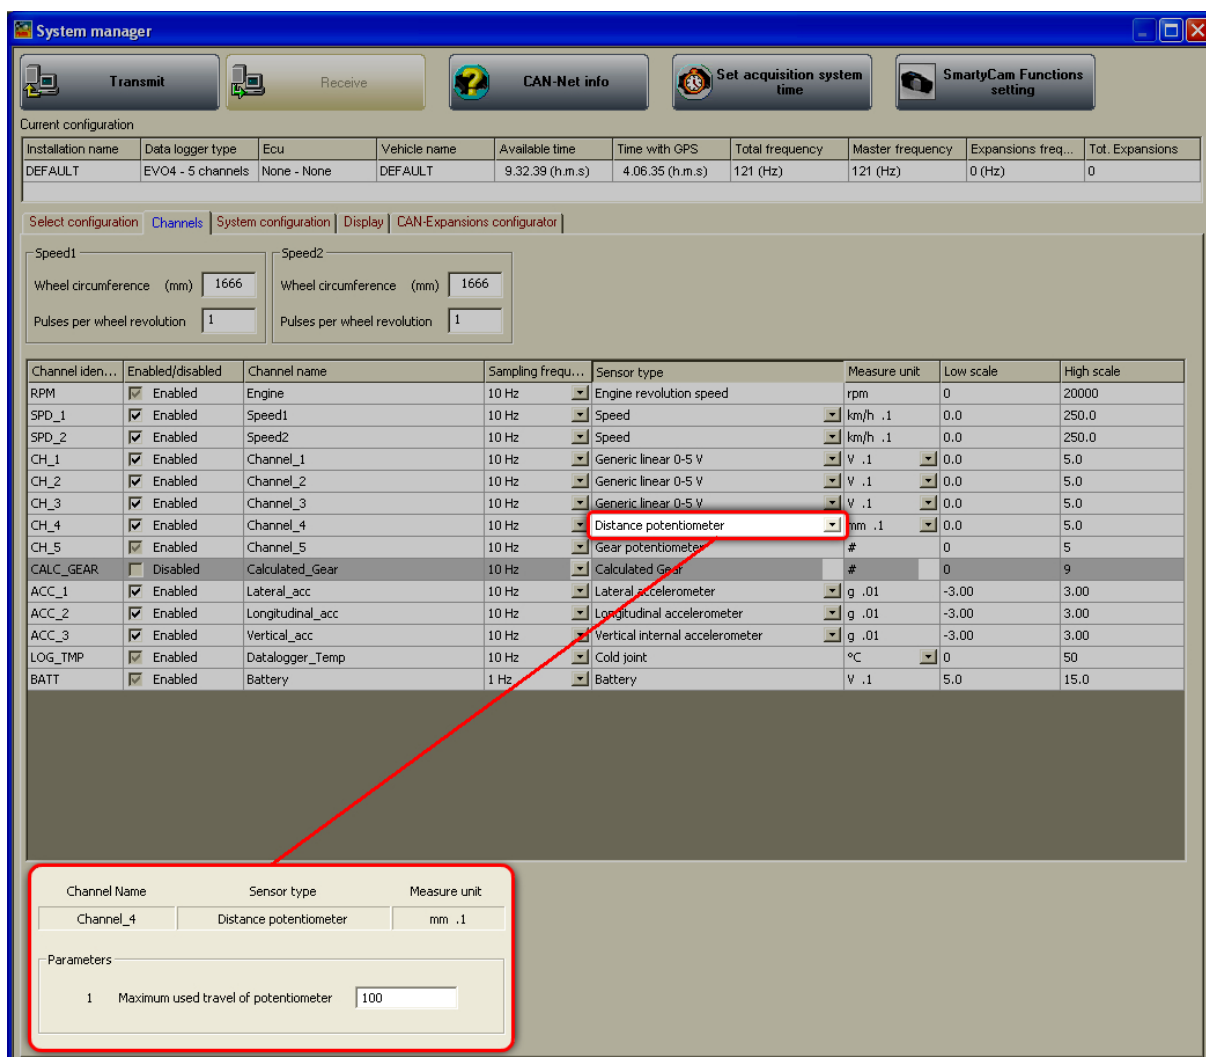 System manager
Transmit
Receive
CAN-Net info
Set acquisition system time
SmartyCam Functions setting
Current configuration
Installation name Data logger type Ecu Vehicle name Available time Time with GPS Total frequency Master frequency Expansions freq... Tot. Expansions
DEFAULT EVO4 - 5 channels None - None DEFAULT 9.32.39 (h.m.s) 4.06.35 (h.m.s) 121 (Hz) 121 (Hz) 0 (Hz) 0
Select configuration Channels System configuration Display CAN-Expansions configurator
Speed1 Speed2
Wheel circumference (mm) 1666 Wheel circumference (mm) 1666
Pulses per wheel revolution 1 Pulses per wheel revolution 1
Channel iden... Enabled/disabled Channel name Sampling frequ... Sensor type Measure unit Low scale High scale
RPM Enabled Engine 10 Hz Engine revolution speed rpm 0 20000
SPD_1 Enabled Speed1 10 Hz Speed km/h .1 0.0 250.0
SPD_2 Enabled Speed2 10 Hz Speed km/h .1 0.0 250.0
CH_1 Enabled Channel_1 10 Hz Generic linear 0-5 V V .1 0.0 5.0
CH_2 Enabled Channel_2 10 Hz Generic linear 0-5 V V .1 0.0 5.0
CH_3 Enabled Channel_3 10 Hz Generic linear 0-5 V V .1 0.0 5.0
CH_4 Enabled Channel_4 10 Hz Distance potentiometer mm .1 0.0 5.0
CH_5 Enabled Channel_5 10 Hz Gear potentiometer # 0 5
CALC_GEAR Disabled Calculated_Gear 10 Hz Calculated Gear # 0 9
ACC_1 Enabled Lateral_acc 10 Hz Lateral accelerometer g .01 -3.00 3.00
ACC_2 Enabled Longitudinal_acc 10 Hz Longitudinal accelerometer g .01 -3.00 3.00
ACC_3 Enabled Vertical_acc 10 Hz Vertical internal accelerometer g .01 -3.00 3.00
LOG_TMP Enabled Datalogger_Temp 10 Hz Cold joint °C 0 50
BATT Enabled Battery 1 Hz Battery V .1 5.0 15.0
Channel Name Sensor type Measure unit
Channel_4 Distance potentiometer mm .1
Parameters
1 Maximum used travel of potentiometer 100